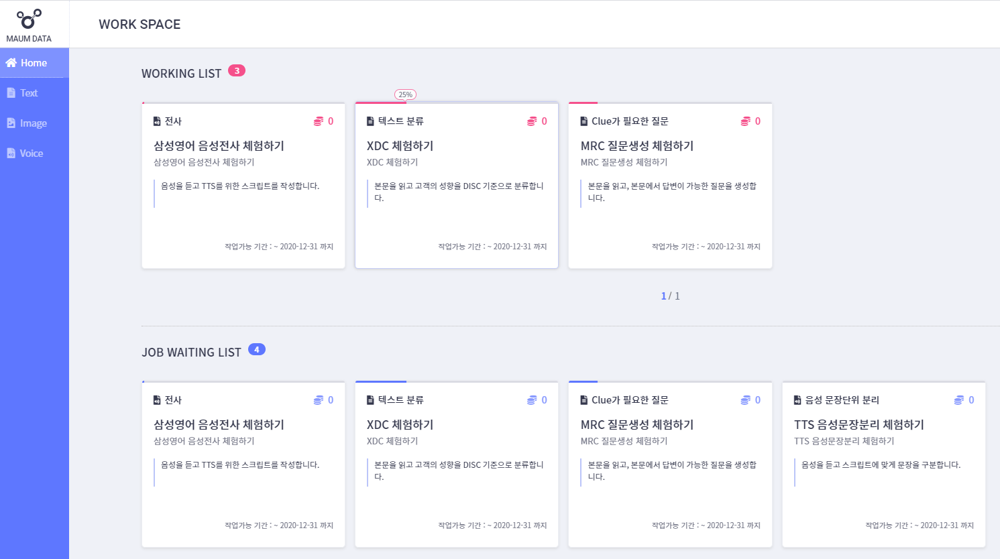 MAUM DATA
WORK SPACE
Home
Text
Image
Voice
WORKING LIST 3
25%
전사 0
삼성영어 음성전사 체험하기
삼성영어 음성전사 체험하기
음성을 듣고 TTS를 위한 스크립트를 작성합니다.
작업가능 기간 : ~ 2020-12-31 까지
텍스트 분류 0
XDC 체험하기
XDC 체험하기
본문을 읽고 고객의 성향을 DISC 기준으로 분류합니
다.
작업가능 기간 : ~ 2020-12-31 까지
Clue가 필요한 질문 0
MRC 질문생성 체험하기
MRC 질문생성 체험하기
본문을 읽고, 본문에서 답변이 가능한 질문을 생성합
니다.
작업가능 기간 : ~ 2020-12-31 까지
1 / 1
JOB WAITING LIST 4
전사 0
삼성영어 음성전사 체험하기
삼성영어 음성전사 체험하기
음성을 듣고 TTS를 위한 스크립트를 작성합니다.
작업가능 기간 : ~ 2020-12-31 까지
텍스트 분류 0
XDC 체험하기
XDC 체험하기
본문을 읽고 고객의 성향을 DISC 기준으로 분류합니
다.
작업가능 기간 : ~ 2020-12-31 까지
Clue가 필요한 질문 0
MRC 질문생성 체험하기
MRC 질문생성 체험하기
본문을 읽고, 본문에서 답변이 가능한 질문을 생성합
니다.
작업가능 기간 : ~ 2020-12-31 까지
음성 문장단위 분리 0
TTS 음성문장분리 체험하기
TTS 음성문장분리 체험하기
음성을 듣고 스크립트에 맞게 문장을 구분합니다.
작업가능 기간 : ~ 2020-12-31 까지